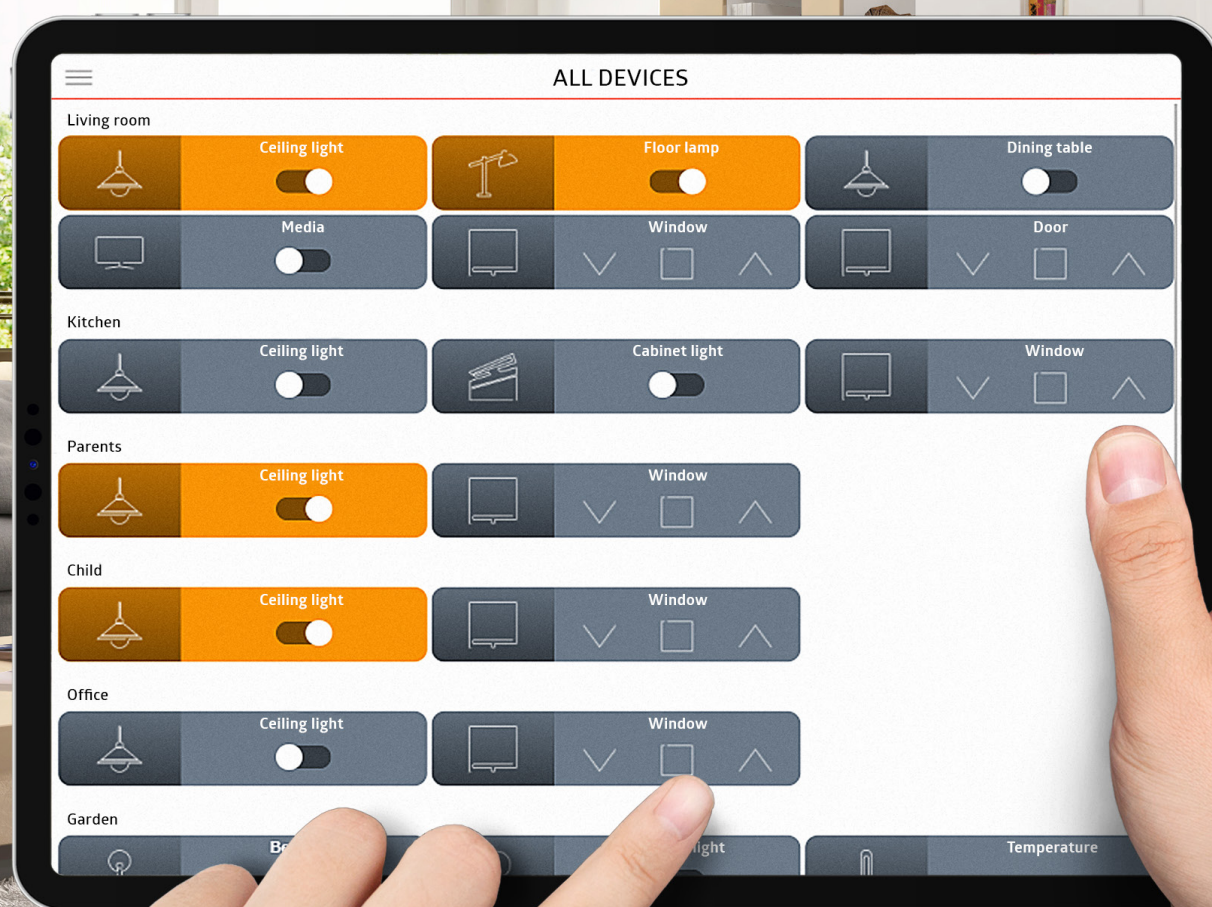 ALL DEVICES
Living room
Ceiling light
Floor lamp
Dining table
Media
Window
Door
Kitchen
Ceiling light
Cabinet light
Window
Parents
Ceiling light
Window
Child
Ceiling light
Window
Office
Ceiling light
Window
Garden
Temperature